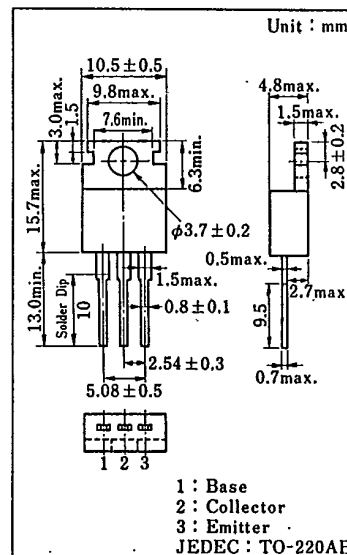 Unit : mm
10.5±0.5
9.8max.
7.6min.
3.0max.
1.5
15.7max.
6.3min.
φ3.7±0.2
13.0min.
Solder Dip
10
1.5max.
0.8±0.1
2.54±0.3
5.08±0.5
1 2 3
4.8max.
1.5max.
2.8±0.2
0.5max.
2.7max
9.5
0.7max.
1 : Base
2 : Collector
3 : Emitter
JEDEC : TO-220AB